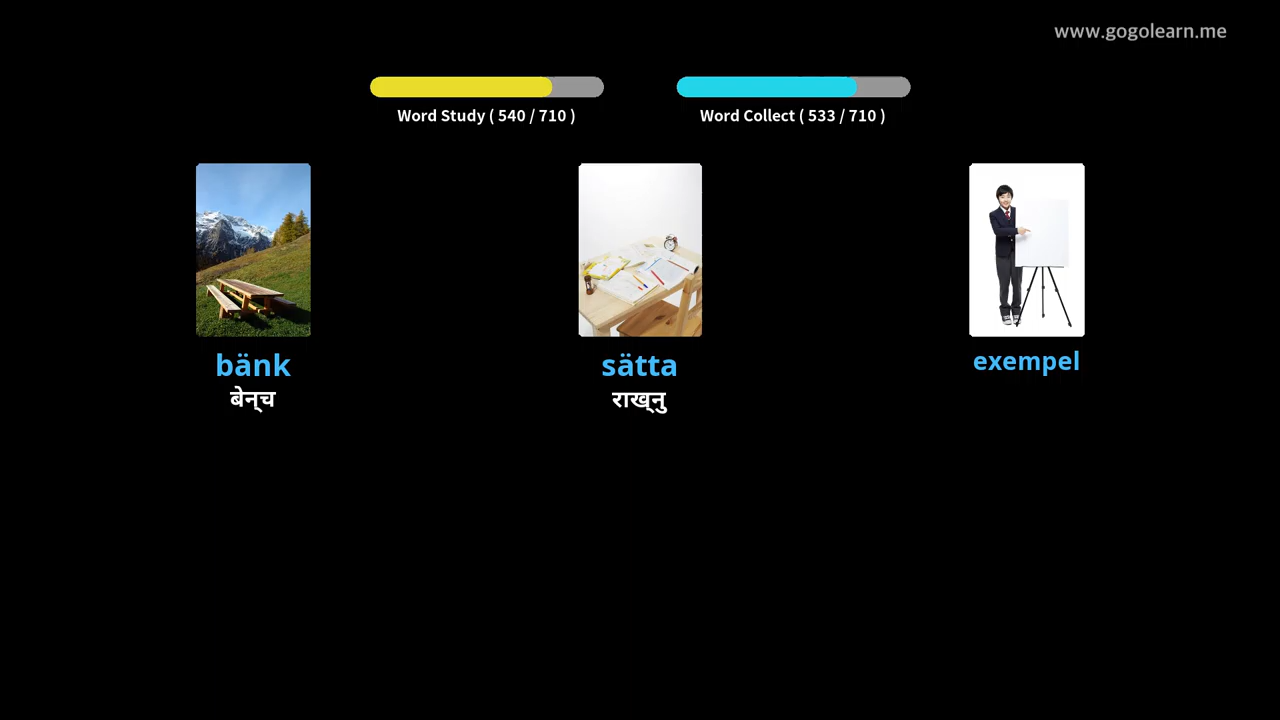 www.gogolearn.me
Word Study ( 540 / 710 )
Word Collect ( 533 / 710 )
bänk
बेन्च
sätta
राख्नु
exempel